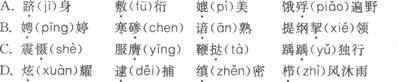 A. 跻(jī)身 敷(fū)衍 媲(pì)美 饿殍(piǎo)遍野
B. 娉(pīng)婷 寒碜(chen) 谙(ān)熟 提纲挈(xié)领
C. 震慑(shè) 服膺(yīng) 鞭挞(tà) 踽踽(yǔ)独行
D. 炫(xuàn)耀 逮(děi)捕 缜(zhěn)密 栉(zhì)风沐雨